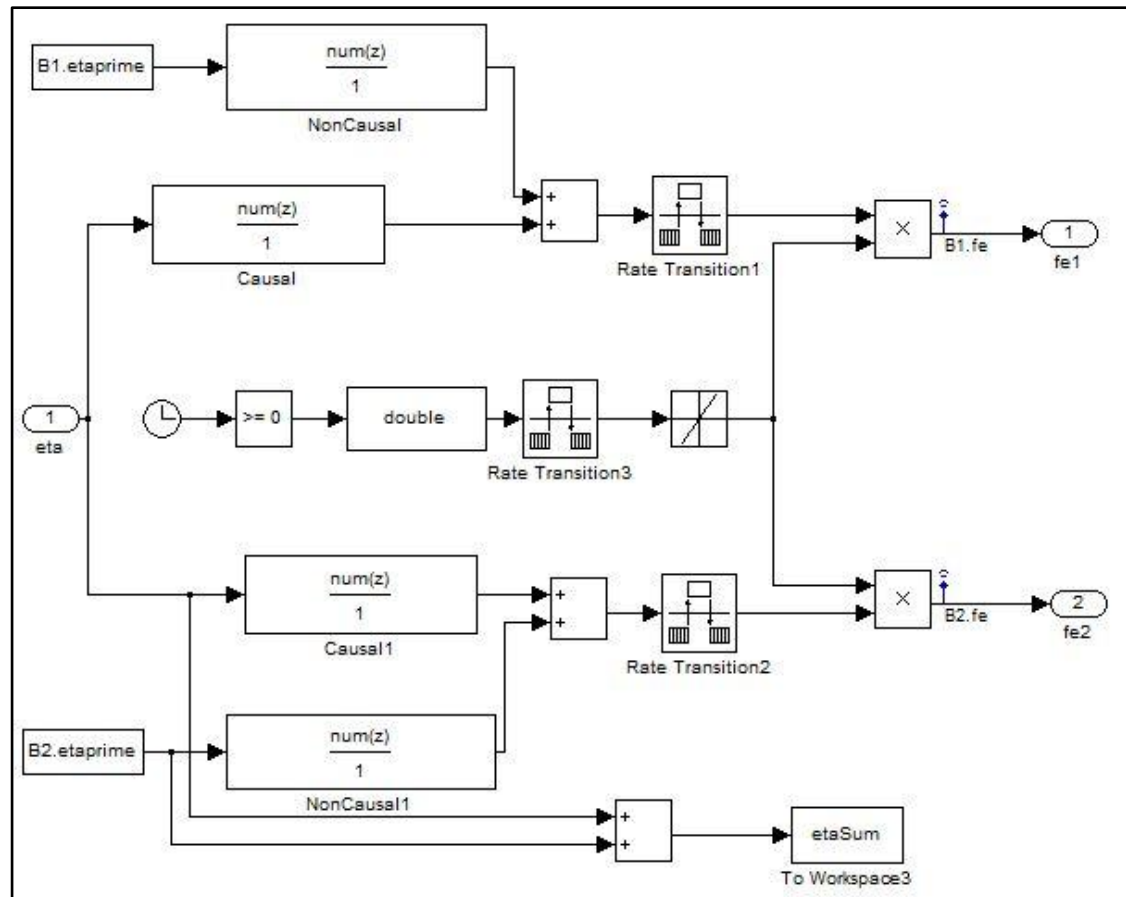 B1.etaprime
num(z)
1
NonCausal
num(z)
1
Causal
+
+
Rate Transition1
×
B1.fe
1
fe1
1
eta
>= 0
double
Rate Transition3
num(z)
1
Causal1
+
+
Rate Transition2
×
B2.fe
2
fe2
B2.etaprime
num(z)
1
NonCausal1
+
+
etaSum
To Workspace3